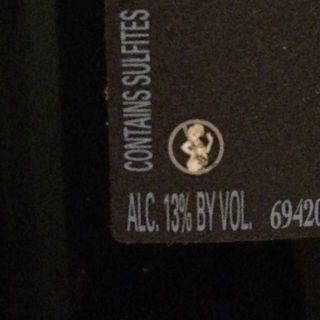 CONTAINS SULFITES
ALC. 13% BY VOL. 69420